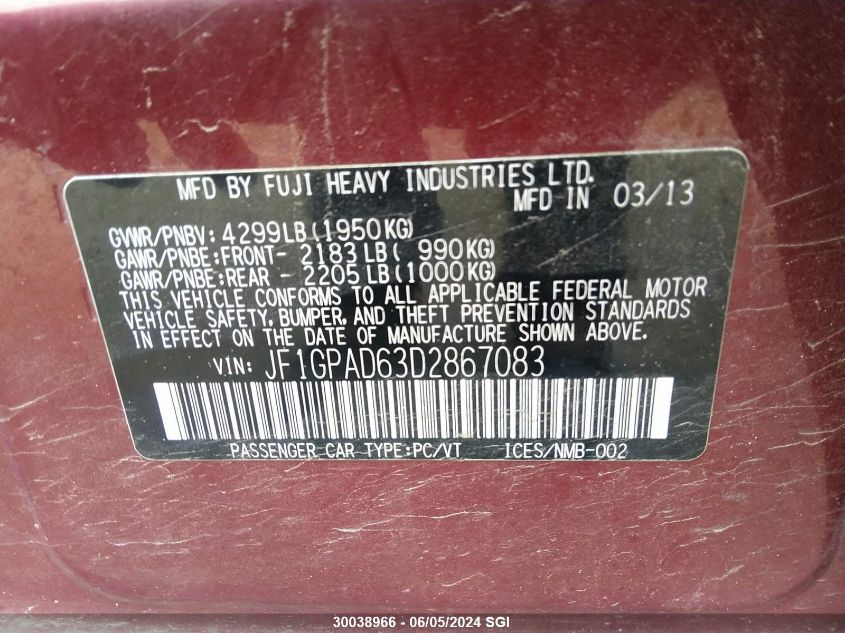 MFD BY FUJI HEAVY INDUSTRIES LTD.
MFD IN 03/13
GVWR/PNBV: 4299LB(1950KG)
GAWR/PNBE:FRONT- 2183LB( 990KG)
GAWR/PNBE:REAR - 2205LB(1000KG)
THIS VEHICLE CONFORMS TO ALL APPLICABLE FEDERAL MOTOR
VEHICLE SAFETY, BUMPER, AND THEFT PREVENTION STANDARDS
IN EFFECT ON THE DATE OF MANUFACTURE SHOWN ABOVE.
VIN: JF1GPAD63D2867083
PASSENGER CAR TYPE:PC/VT ICES/NMB-002
30038966 - 06/05/2024 SGI